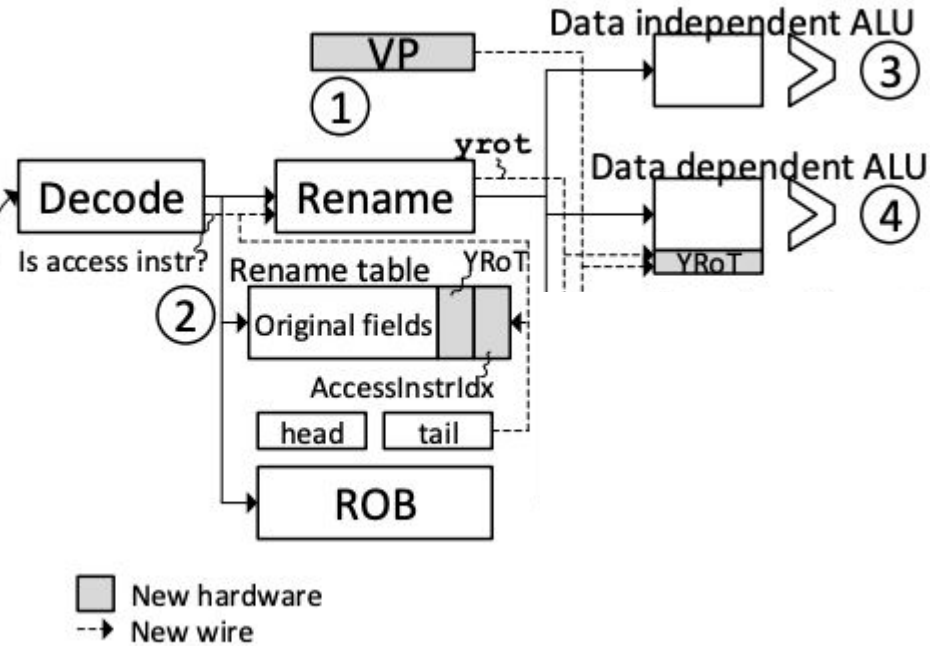 Data independent ALU
VP
3
1
yrot
Data dependent ALU
Decode
Rename
4
Is access instr?
YRoT
Rename table
YRoT
2
Original fields
AccessInstrIdx
head
tail
ROB
New hardware
New wire